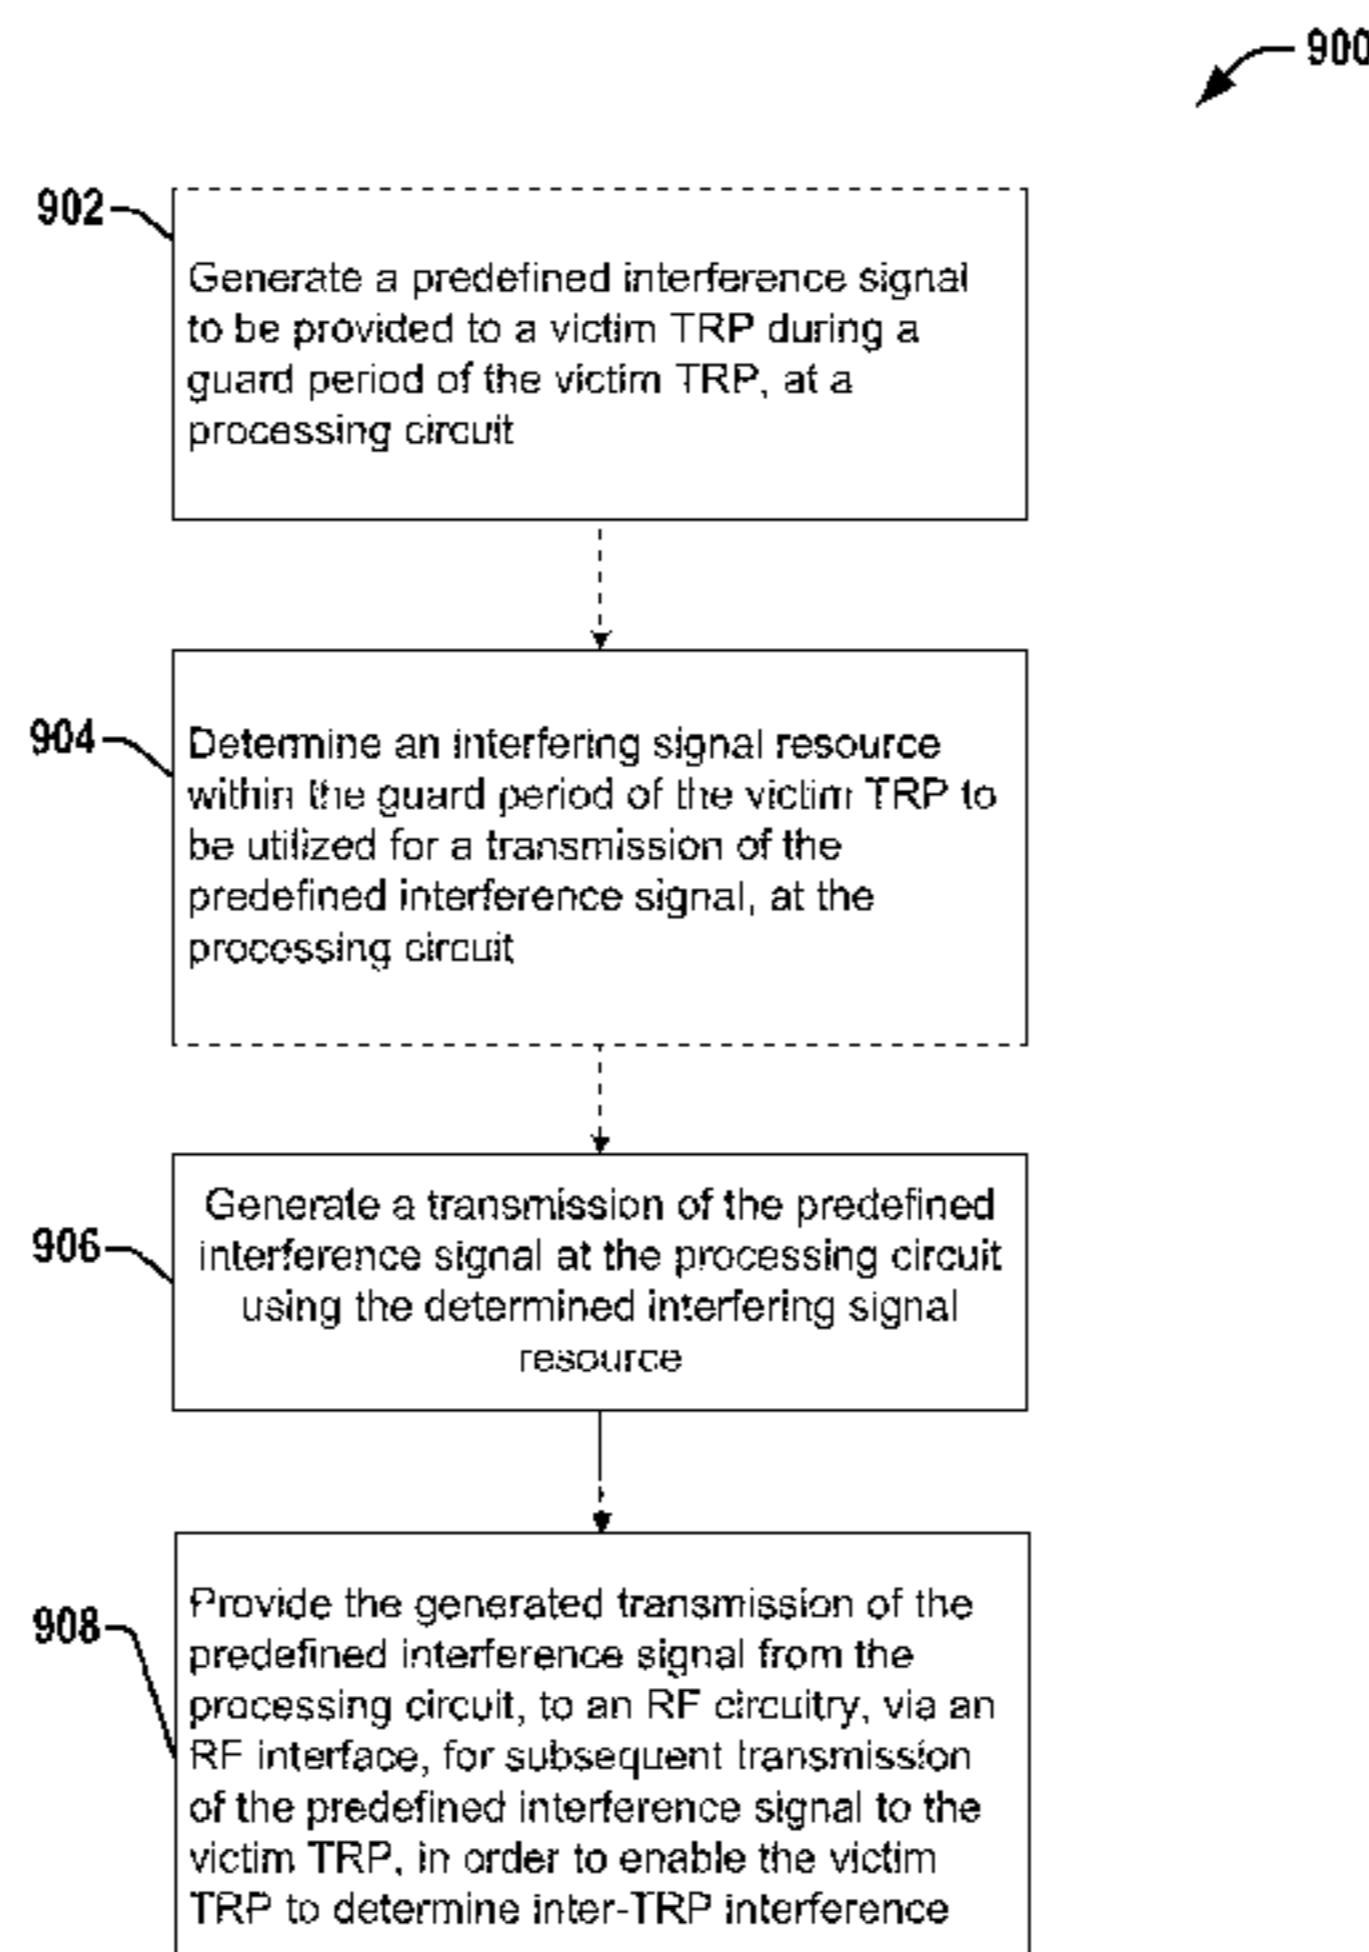 900
902
Generate a predefined interference signal
to be provided to a victim TRP during a
guard period of the victim TRP, at a
processing circuit
904
Determine an interfering signal resource
within the guard period of the victim TRP to
be utilized for a transmission of the
predefined interference signal, at the
processing circuit
906
Generate a transmission of the predefined
interference signal at the processing circuit
using the determined interfering signal
resource
908
Provide the generated transmission of the
predefined interference signal from the
processing circuit, to an RF circuitry, via an
RF interface, for subsequent transmission
of the predefined interference signal to the
victim TRP, in order to enable the victim
TRP to determine inter-TRP interference